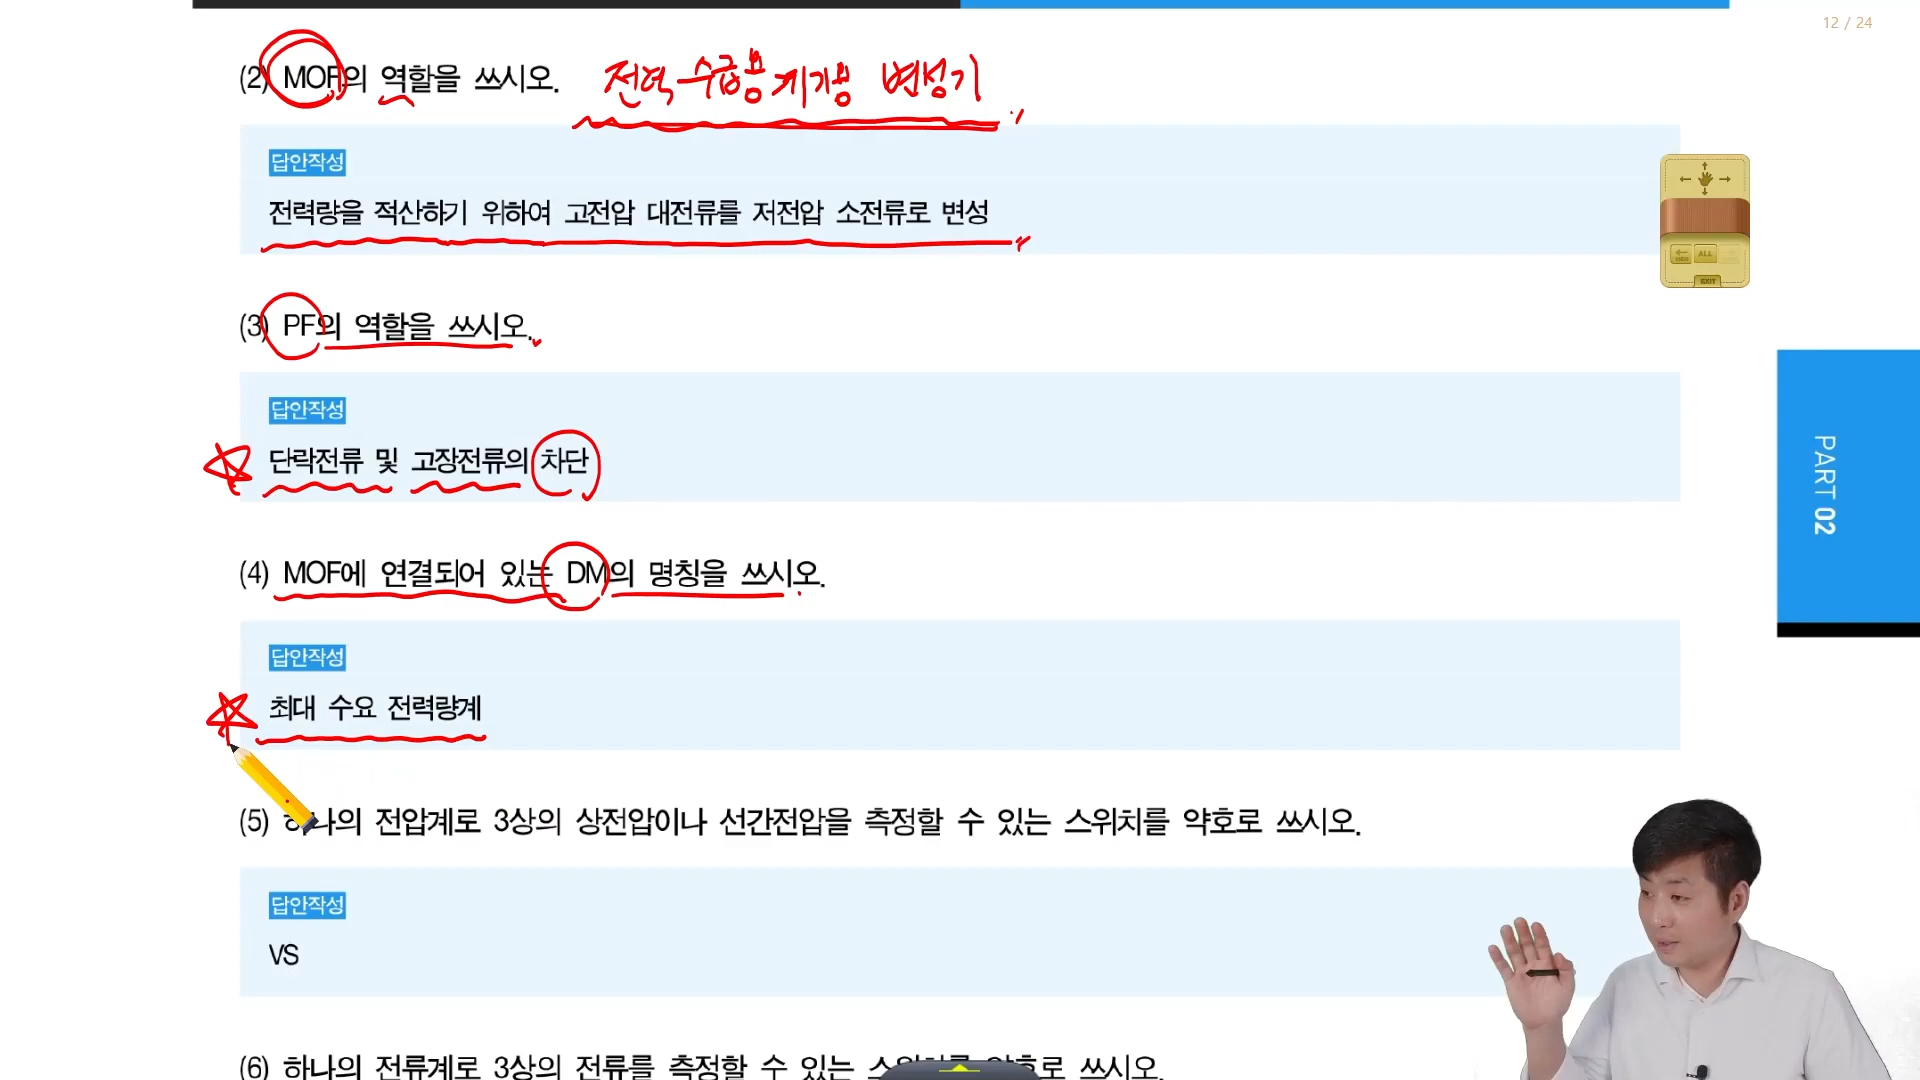 12 / 24
(2) MOF의 역할을 쓰시오. 전력 수급용 계기용 변성기
답안작성
전력량을 적산하기 위하여 고전압 대전류를 저전압 소전류로 변성
ALL
EXIT
(3) PF의 역할을 쓰시오.
답안작성
단락전류 및 고장전류의 차단
PART 02
(4) MOF에 연결되어 있는 DM의 명칭을 쓰시오.
답안작성
최대 수요 전력량계
(5) 하나의 전압계로 3상의 상전압이나 선간전압을 측정할 수 있는 스위치를 약호로 쓰시오.
답안작성
VS
(6) 하나의 전류계로 3상의 전류를 측정할 수 있는 스위치를 약호로 쓰시오.